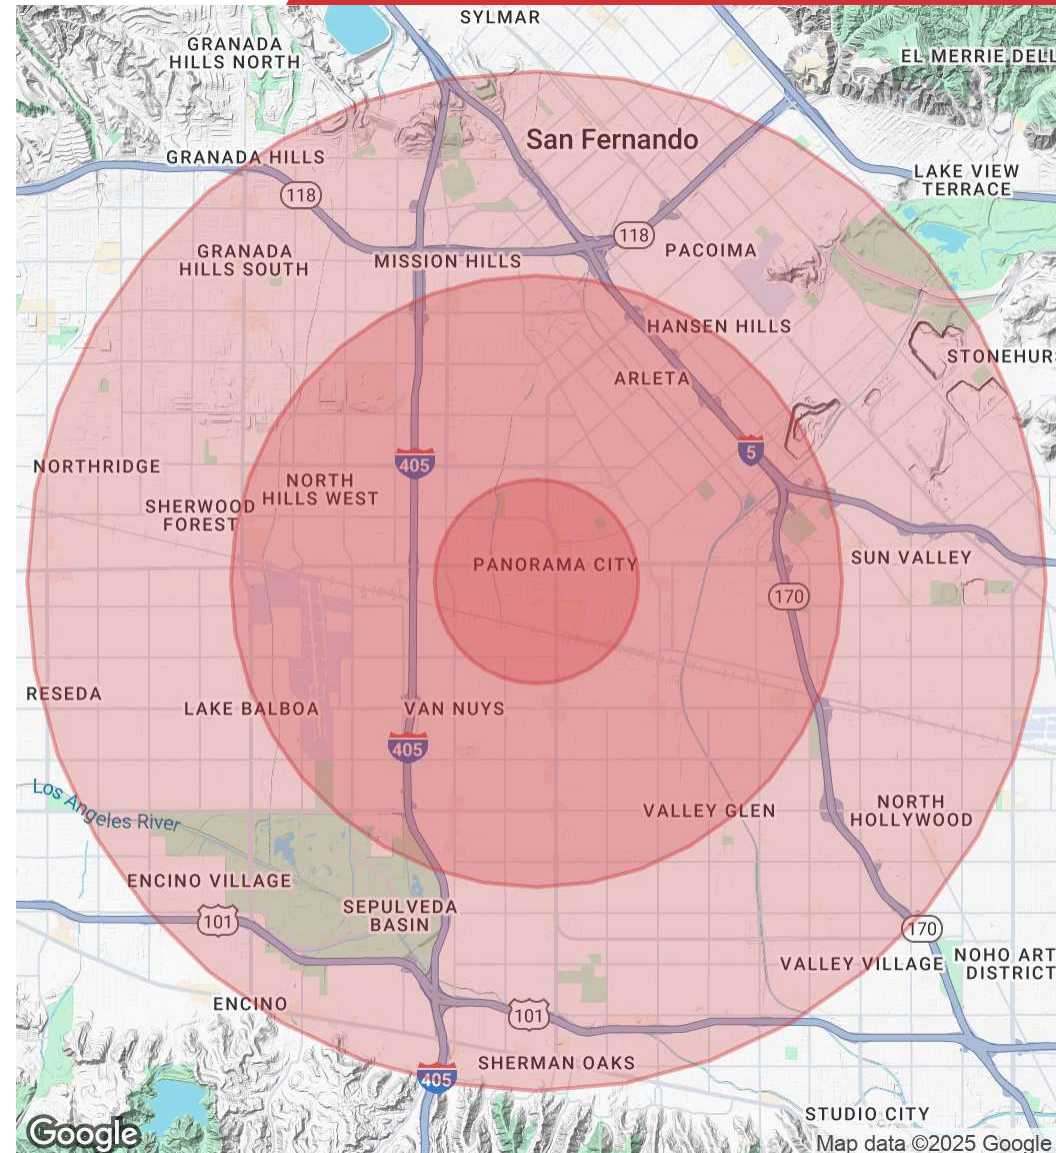 SYLMAR
GRANADA
HILLS NORTH
EL MERRIE DELL
San Fernando
GRANADA HILLS
LAKE VIEW
TERRACE
118
118
GRANADA
HILLS SOUTH
MISSION HILLS
PACOIMA
HANSEN HILLS
STONEHUR
ARLETA
405
5
NORTHRIDGE
NORTH
HILLS WEST
SHERWOOD
FOREST
PANORAMA CITY
SUN VALLEY
170
RESEDA
LAKE BALBOA
VAN NUYS
405
Los Angeles River
VALLEY GLEN
NORTH
HOLLYWOOD
ENCINO VILLAGE
SEPULVEDA
BASIN
101
170
VALLEY VILLAGE
NOHO ART
DISTRICT
ENCINO
101
SHERMAN OAKS
405
STUDIO CITY
Google
Map data ©2025 Google